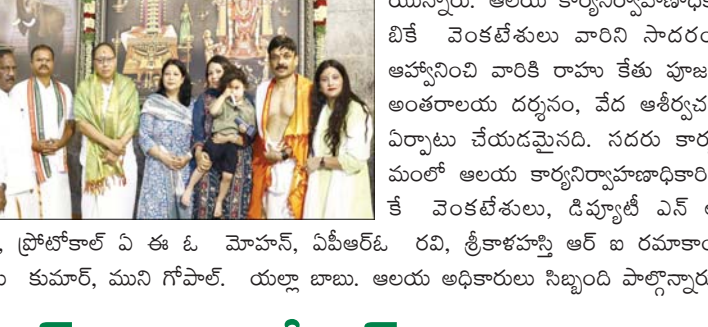 యున్నారు. ఆలయ కార్యనిర్వాహణాధిక
బికే వెంకటేశులు వారిని సాదరం
ఆహ్వానించి వారికి రాహు కేతు పూజ
అంతరాలయ దర్శనం, వేద ఆశీర్వచ
ఏర్పాటు చేయడమైనది. సదరు కార్
మంలో ఆలయ కార్యనిర్వాహణాధికారి
కే వెంకటేశులు, డిప్యూటీ ఎన్
, ప్రోటోకాల్ ఏ ఈ ఓ మోహన్, ఏపీఆర్ఓ రవి, శ్రీకాళహస్తి ఆర్ ఐ రమాకాం
కుమార్, ముని గోపాల్. యల్లా బాబు. ఆలయ అధికారులు సిబ్బంది పాల్గొన్నారు